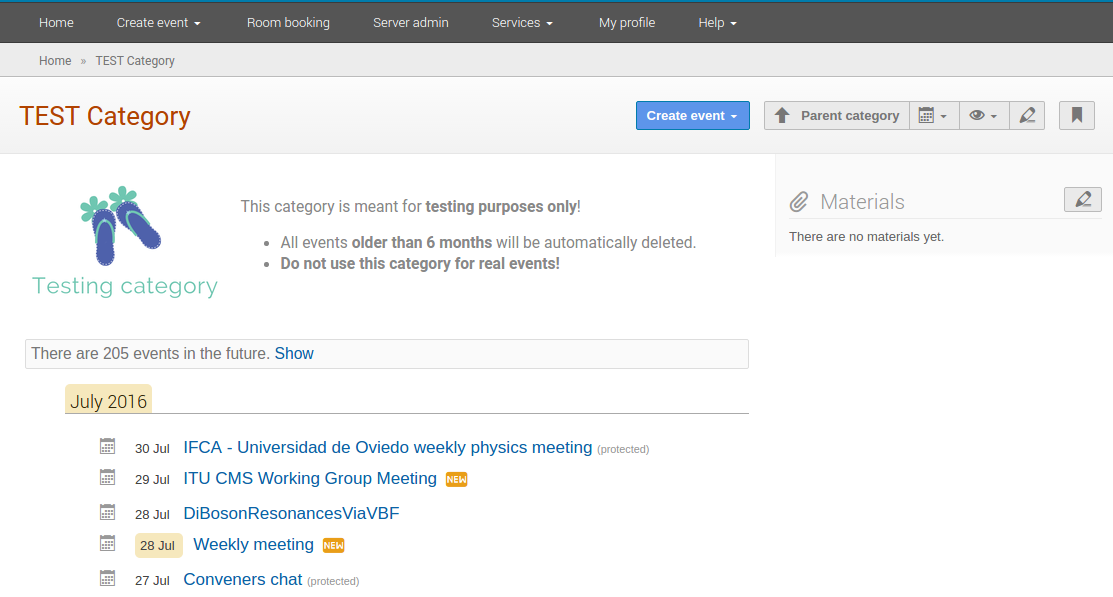 Home Create event Room booking Server admin Services My profile Help
Home » TEST Category
TEST Category
Create event Parent category
This category is meant for testing purposes only!
All events older than 6 months will be automatically deleted.
Do not use this category for real events!
Testing category
Materials
There are no materials yet.
There are 205 events in the future. Show
July 2016
30 Jul IFCA - Universidad de Oviedo weekly physics meeting (protected)
29 Jul ITU CMS Working Group Meeting NEW
28 Jul DiBosonResonancesViaVBF
28 Jul Weekly meeting NEW
27 Jul Conveners chat (protected)